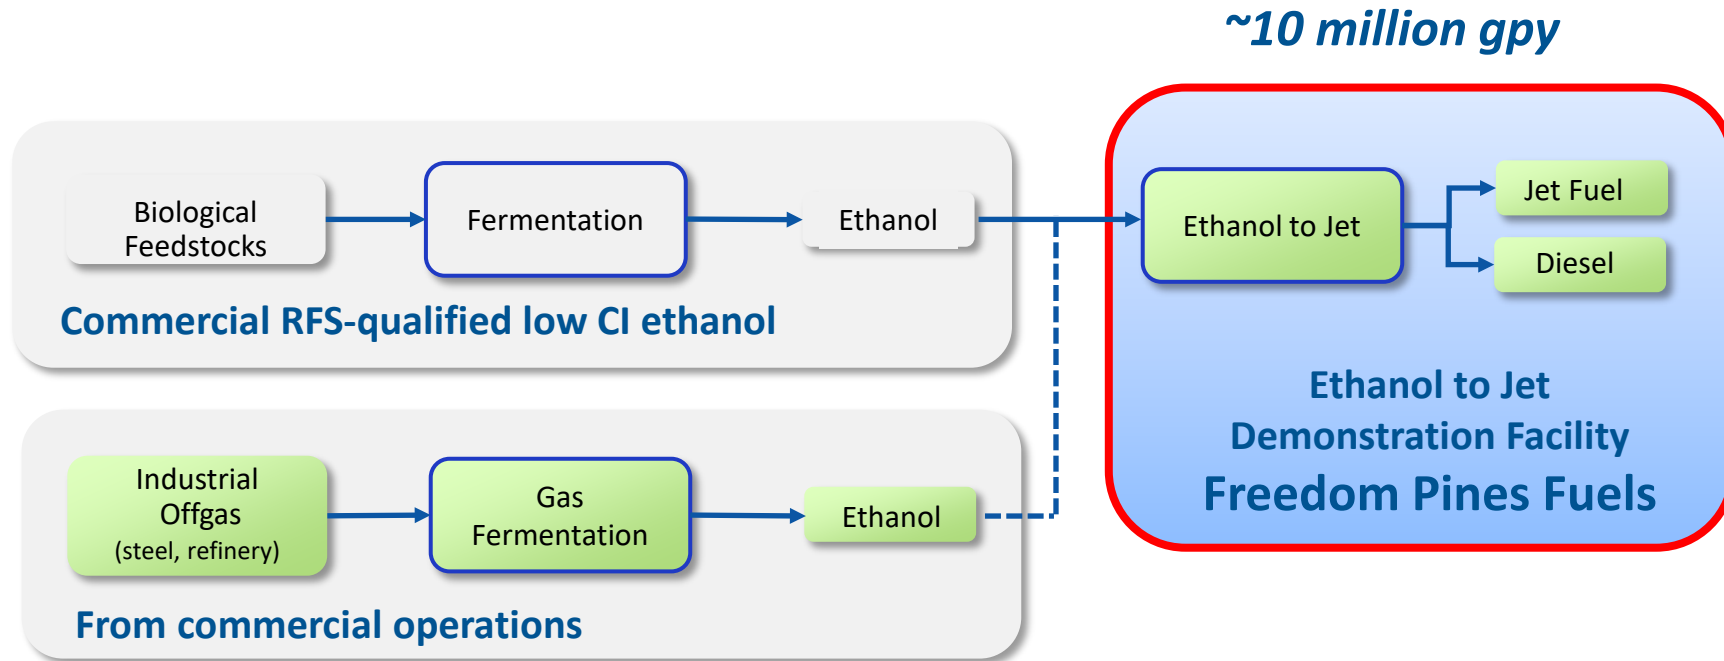 ~10 million gpy
Biological
Feedstocks
Fermentation
Ethanol
Commercial RFS-qualified low CI ethanol
Industrial
Offgas
(steel, refinery)
Gas
Fermentation
Ethanol
From commercial operations
Ethanol to Jet
Jet Fuel
Diesel
Ethanol to Jet
Demonstration Facility
Freedom Pines Fuels